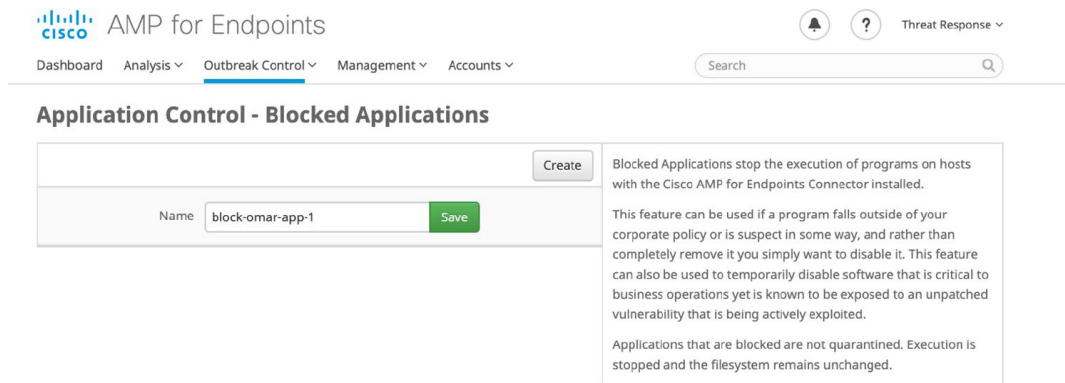 cisco AMP for Endpoints
? Threat Response
Dashboard Analysis Outbreak Control Management Accounts Search
Application Control - Blocked Applications
Create
Name block-omar-app-1 Save
Blocked Applications stop the execution of programs on hosts
with the Cisco AMP for Endpoints Connector installed.
This feature can be used if a program falls outside of your
corporate policy or is suspect in some way, and rather than
completely remove it you simply want to disable it. This feature
can also be used to temporarily disable software that is critical to
business operations yet is known to be exposed to an unpatched
vulnerability that is being actively exploited.
Applications that are blocked are not quarantined. Execution is
stopped and the filesystem remains unchanged.